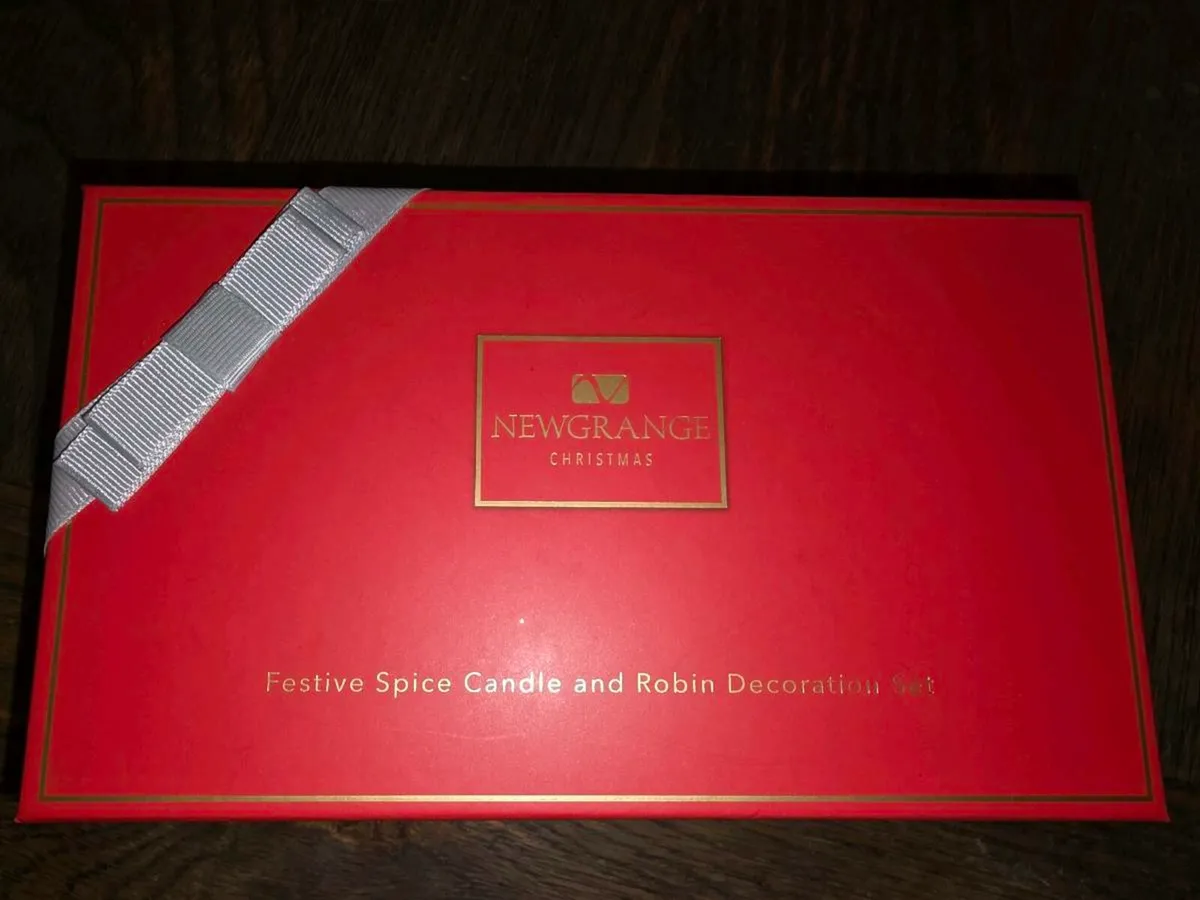 NEWGRANGE
CHRISTMAS
Festive Spice Candle and Robin Decoration Set